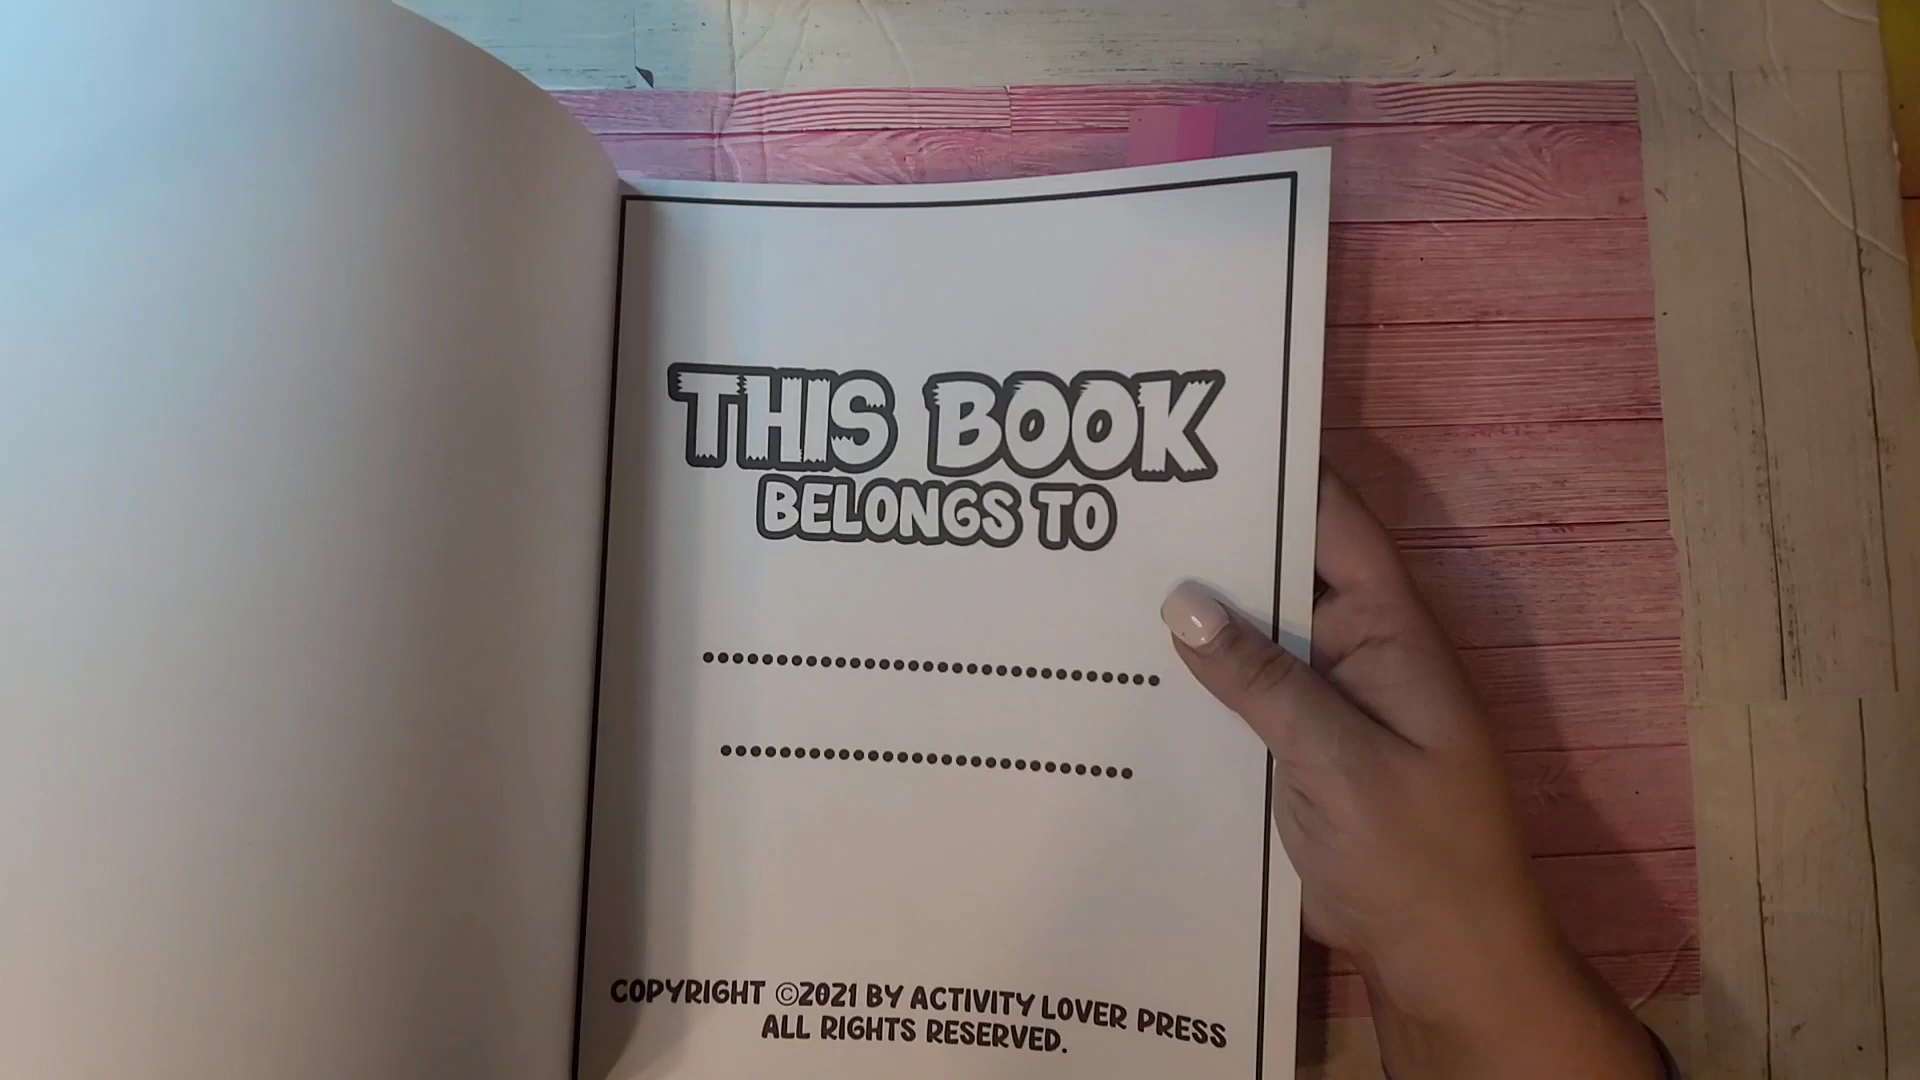 THIS BOOK
BELONGS TO
COPYRIGHT ©2021 BY ACTIVITY LOVER PRESS
ALL RIGHTS RESERVED.